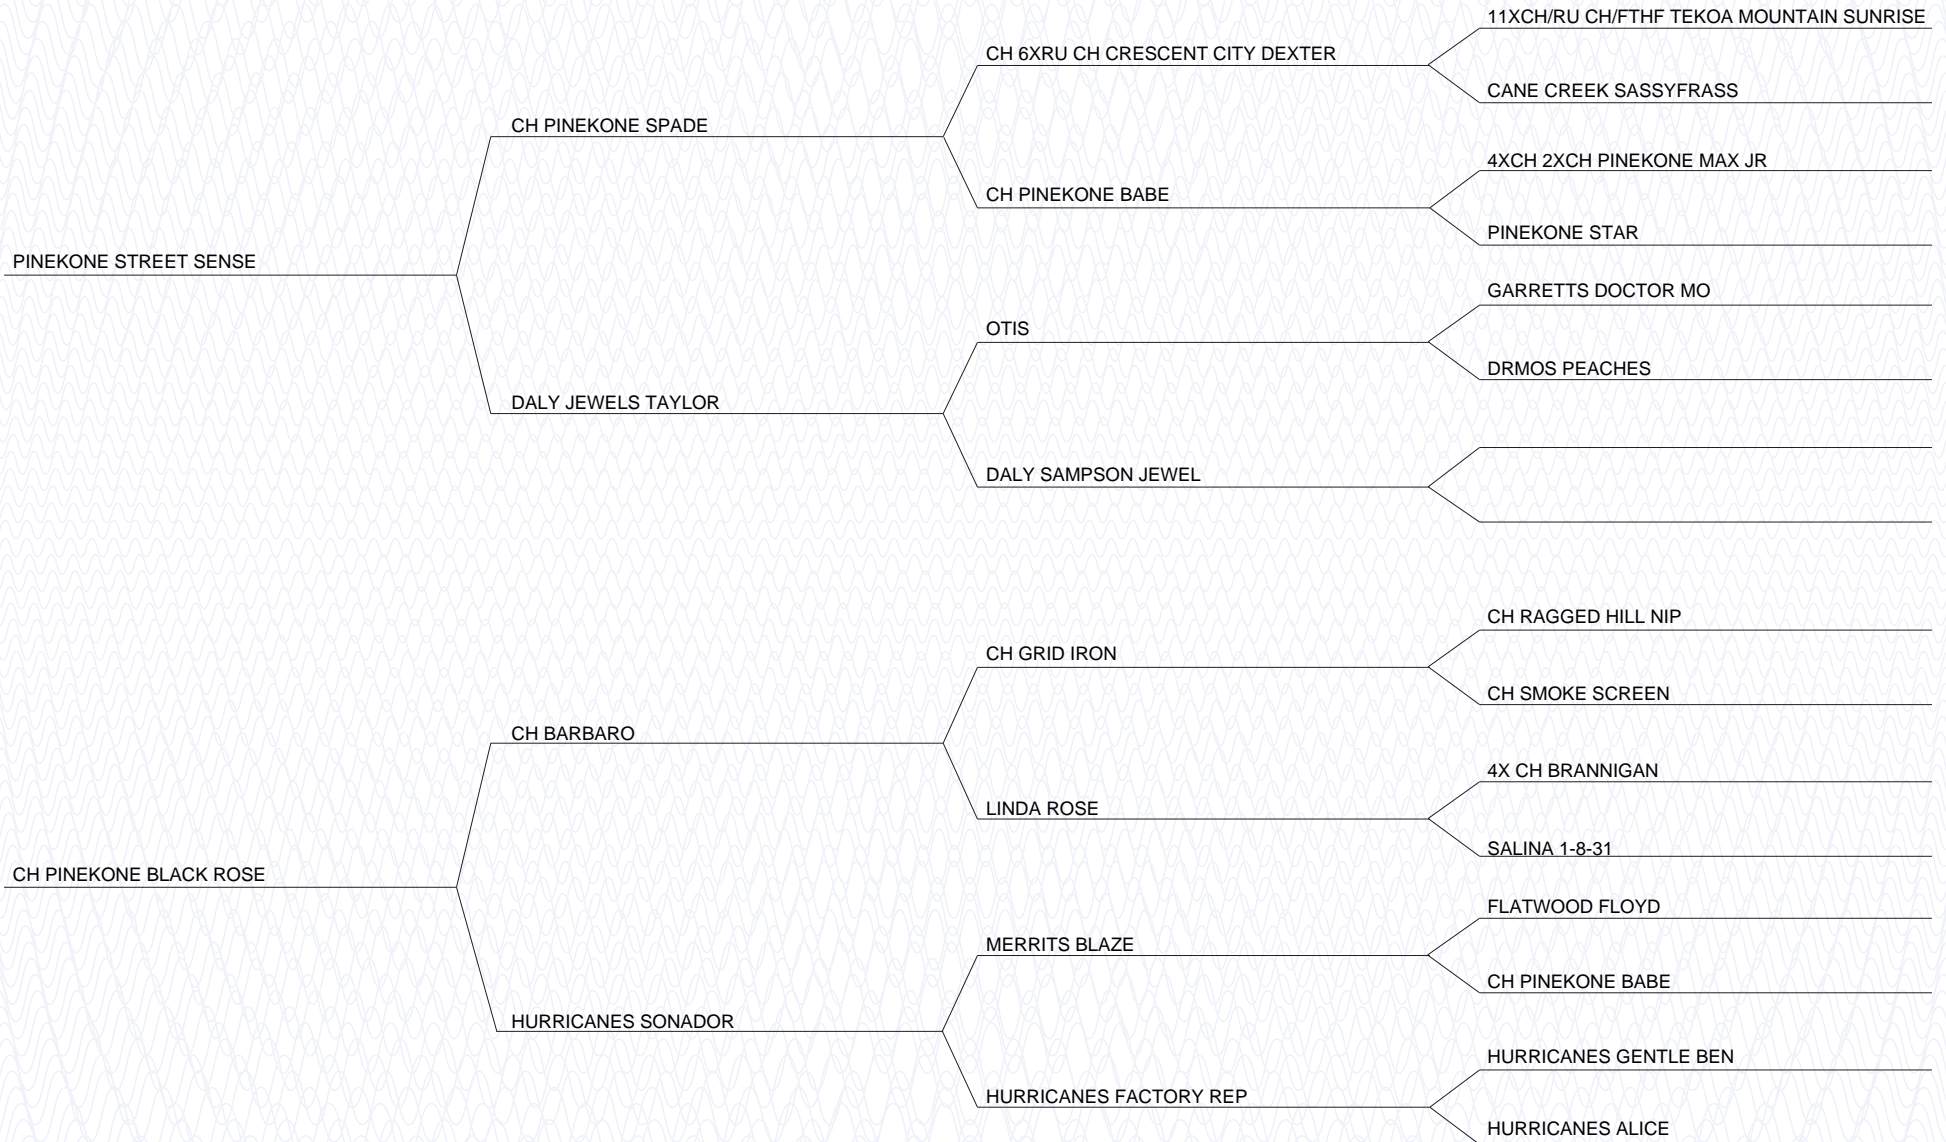 11XCH/RU CH/FTHF TEKOA MOUNTAIN SUNRISE
CH 6XRU CH CRESCENT CITY DEXTER
CANE CREEK SASSYFRASS
CH PINEKONE SPADE
4XCH 2XCH PINEKONE MAX JR
CH PINEKONE BABE
PINEKONE STAR
PINEKONE STREET SENSE
GARRETTS DOCTOR MO
OTIS
DRMOS PEACHES
DALY JEWELS TAYLOR
DALY SAMPSON JEWEL
CH RAGGED HILL NIP
CH GRID IRON
CH SMOKE SCREEN
CH BARBARO
4X CH BRANNIGAN
LINDA ROSE
SALINA 1-8-31
CH PINEKONE BLACK ROSE
FLATWOOD FLOYD
MERRITS BLAZE
CH PINEKONE BABE
HURRICANES SONADOR
HURRICANES GENTLE BEN
HURRICANES FACTORY REP
HURRICANES ALICE